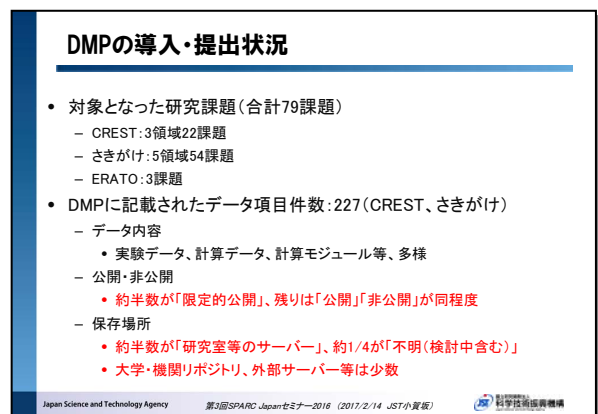 DMPの導入・提出状況
• 対象となった研究課題(合計79課題)
– CREST:3領域22課題
– さきがけ:5領域54課題
– ERATO:3課題
• DMPに記載されたデータ項目件数:227(CREST、さきがけ)
– データ内容
• 実験データ、計算データ、計算モジュール等、多様
– 公開・非公開
• 約半数が「限定的公開」、残りは「公開」「非公開」が同程度
– 保存場所
• 約半数が「研究室等のサーバー」、約1/4が「不明(検討中含む)」
• 大学・機関リポジトリ、外部サーバー等は少数
Japan Science and Technology Agency
第3回SPARC Japanセミナー2016 (2017/2/14 JST小賀坂)
JST
国立研究開発法人
科学技術振興機構